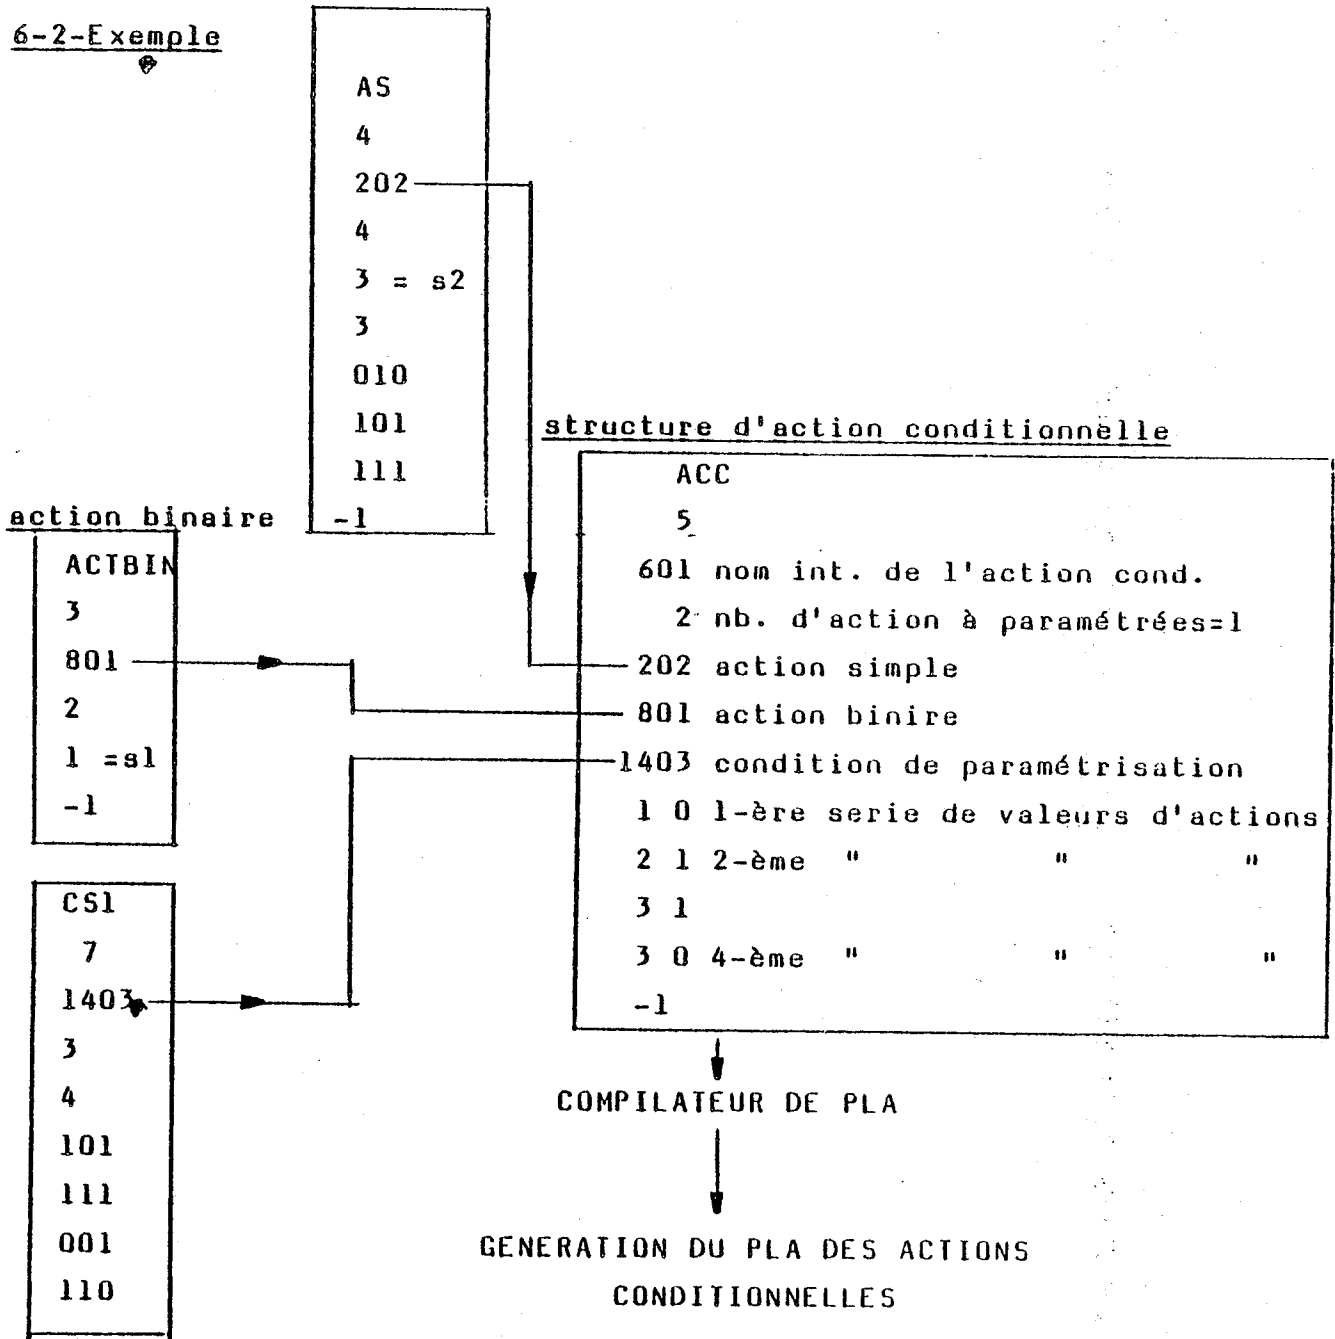 6-2-Exemple
AS
4
202
4
3 = s2
3
010
101
111
-1
action binaire
ACTBIN
3
801
2
1 =s1
-1
CS1
7
1403
3
4
101
111
001
110
structure d'action conditionnelle
ACC
5
601 nom int. de l'action cond.
2 nb. d'action à paramétrées=1
202 action simple
801 action binire
1403 condition de paramétrisation
1 0 1-ère serie de valeurs d'actions
2 1 2-ème " " "
3 1
3 0 4-ème " " "
-1
COMPILATEUR DE PLA
GENERATION DU PLA DES ACTIONS
CONDITIONNELLES